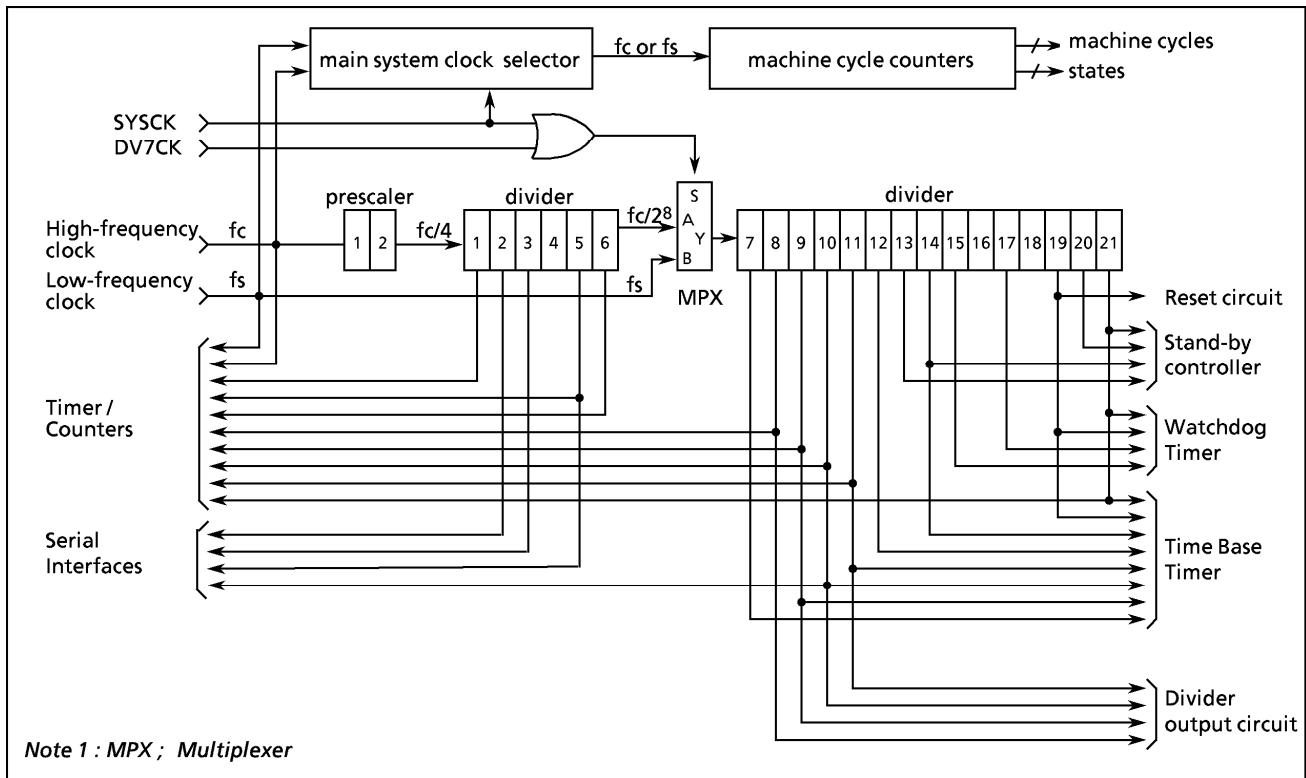 main system clock selector
fc or fs
machine cycle counters
machine cycles
states
SYSCK
DV7CK
prescaler
divider
divider
High-frequency
clock
fc
1 2
fc/4
1 2 3 4 5 6
fc/2⁸
S
A
Y
B
MPX
7 8 9 10 11 12 13 14 15 16 17 18 19 20 21
Low-frequency
clock
fs
fs
Reset circuit
Stand-by
controller
Timer /
Counters
Watchdog
Timer
Serial
Interfaces
Time Base
Timer
Divider
output circuit
Note 1 : MPX ; Multiplexer